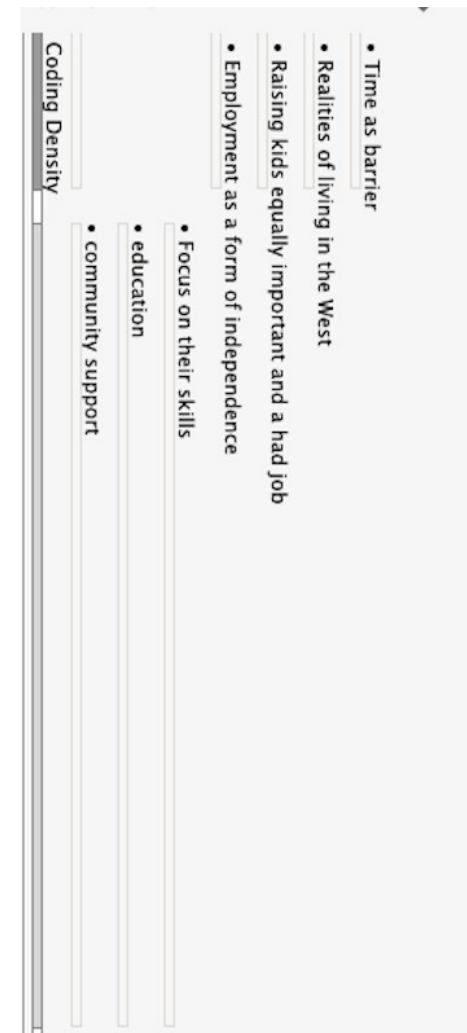 • Time as barrier
• Realities of living in the West
• Raising kids equally important and a had job
• Employment as a form of independence
• Focus on their skills
• education
• community support
Coding Density